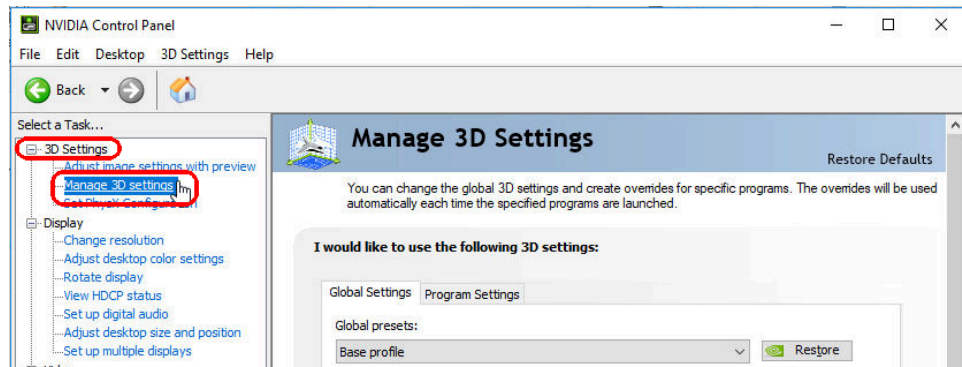 NVIDIA Control Panel
File Edit Desktop 3D Settings Help
Back
Select a Task...
3D Settings
Adjust image settings with preview
Manage 3D settings
Set PhysX Configuration
Display
Change resolution
Adjust desktop color settings
Rotate display
View HDCP status
Set up digital audio
Adjust desktop size and position
Set up multiple displays
Manage 3D Settings
Restore Defaults
You can change the global 3D settings and create overrides for specific programs. The overrides will be used
automatically each time the specified programs are launched.
I would like to use the following 3D settings:
Global Settings Program Settings
Global presets:
Base profile
Restore